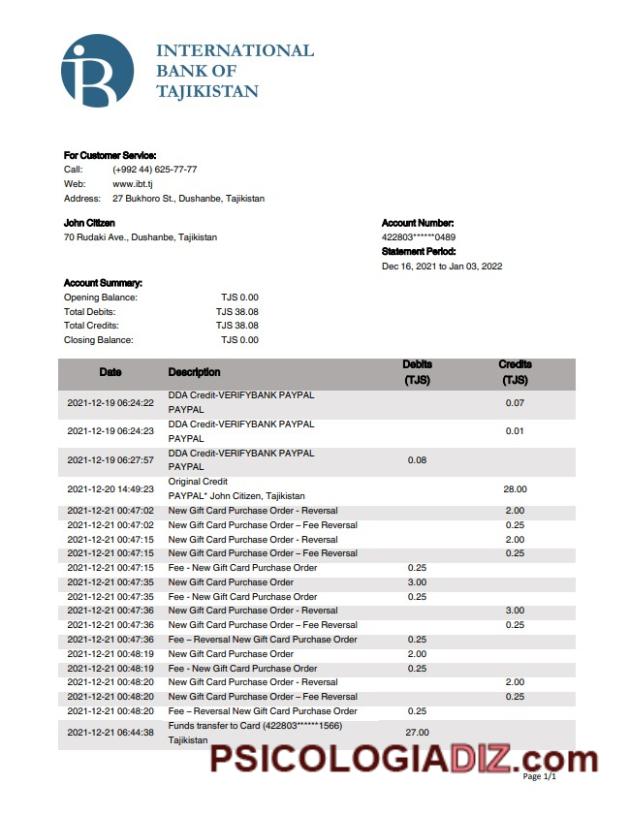 iB
INTERNATIONAL
BANK OF
TAJIKISTAN
For Customer Service:
Call: (+992 44) 625-77-77
Web: www.ibt.tj
Address: 27 Bukhoro St., Dushanbe, Tajikistan
John Citizen
70 Rudaki Ave., Dushanbe, Tajikistan
Account Number:
422803******0489
Statement Period:
Dec 16, 2021 to Jan 03, 2022
Account Summary:
Opening Balance: TJS 0.00
Total Debits: TJS 38.08
Total Credits: TJS 38.08
Closing Balance: TJS 0.00
Date Description Debits (TJS) Credits (TJS)
2021-12-19 06:24:22 DDA Credit-VERIFYBANK PAYPAL 0.07
PAYPAL
2021-12-19 06:24:23 DDA Credit-VERIFYBANK PAYPAL 0.01
PAYPAL
2021-12-19 06:27:57 DDA Credit-VERIFYBANK PAYPAL 0.08
PAYPAL
2021-12-20 14:49:23 Original Credit 28.00
PAYPAL* John Citizen, Tajikistan
2021-12-21 00:47:02 New Gift Card Purchase Order - Reversal 2.00
2021-12-21 00:47:02 New Gift Card Purchase Order – Fee Reversal 0.25
2021-12-21 00:47:15 New Gift Card Purchase Order - Reversal 2.00
2021-12-21 00:47:15 New Gift Card Purchase Order – Fee Reversal 0.25
2021-12-21 00:47:15 Fee - New Gift Card Purchase Order 0.25
2021-12-21 00:47:35 New Gift Card Purchase Order 3.00
2021-12-21 00:47:35 Fee - New Gift Card Purchase Order 0.25
2021-12-21 00:47:36 New Gift Card Purchase Order - Reversal 3.00
2021-12-21 00:47:36 New Gift Card Purchase Order – Fee Reversal 0.25
2021-12-21 00:47:36 Fee – Reversal New Gift Card Purchase Order 0.25
2021-12-21 00:48:19 New Gift Card Purchase Order 2.00
2021-12-21 00:48:19 Fee - New Gift Card Purchase Order 0.25
2021-12-21 00:48:20 New Gift Card Purchase Order - Reversal 2.00
2021-12-21 00:48:20 New Gift Card Purchase Order – Fee Reversal 0.25
2021-12-21 00:48:20 Fee – Reversal New Gift Card Purchase Order 0.25
2021-12-21 06:44:38 Funds transfer to Card (422803******1566) 27.00
Tajikistan
PSICOLOGIADIZ.com
Page 1/1